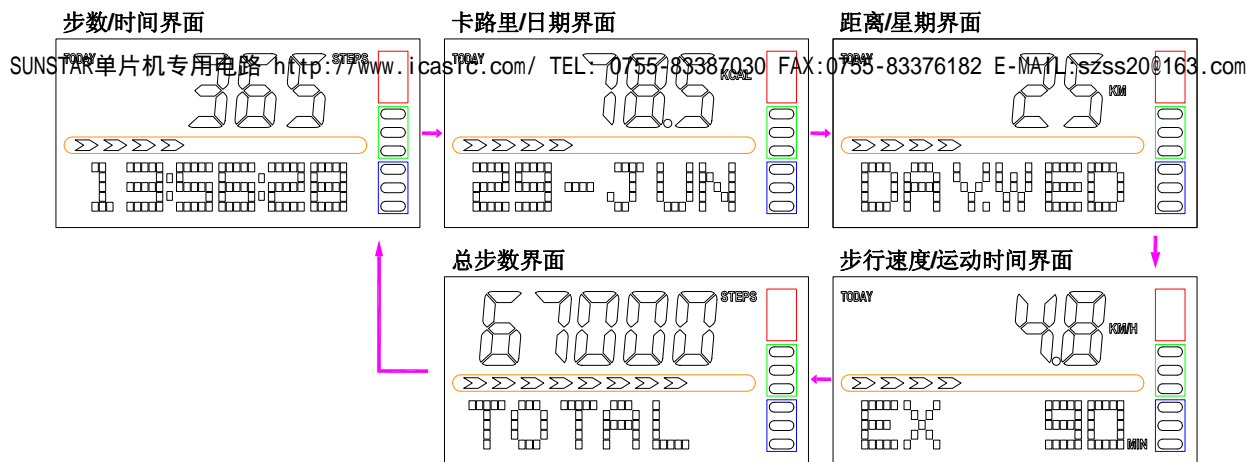 步数/时间界面
卡路里/日期界面
距离/星期界面
SUNSTAR单片机专用电路 http://www.icasic.com/ TEL: 0755-83387030 FAX:0755-83376182 E-MAIL:szss20@163.com
TODAY 365 STEPS
13:56:28
TODAY 78.5 KCAL
29-JUN
TODAY 25 KM
DAY.WED
总步数界面
步行速度/运动时间界面
67000 STEPS
TOTAL
TODAY 4.8 KM/H
EX 90 MIN